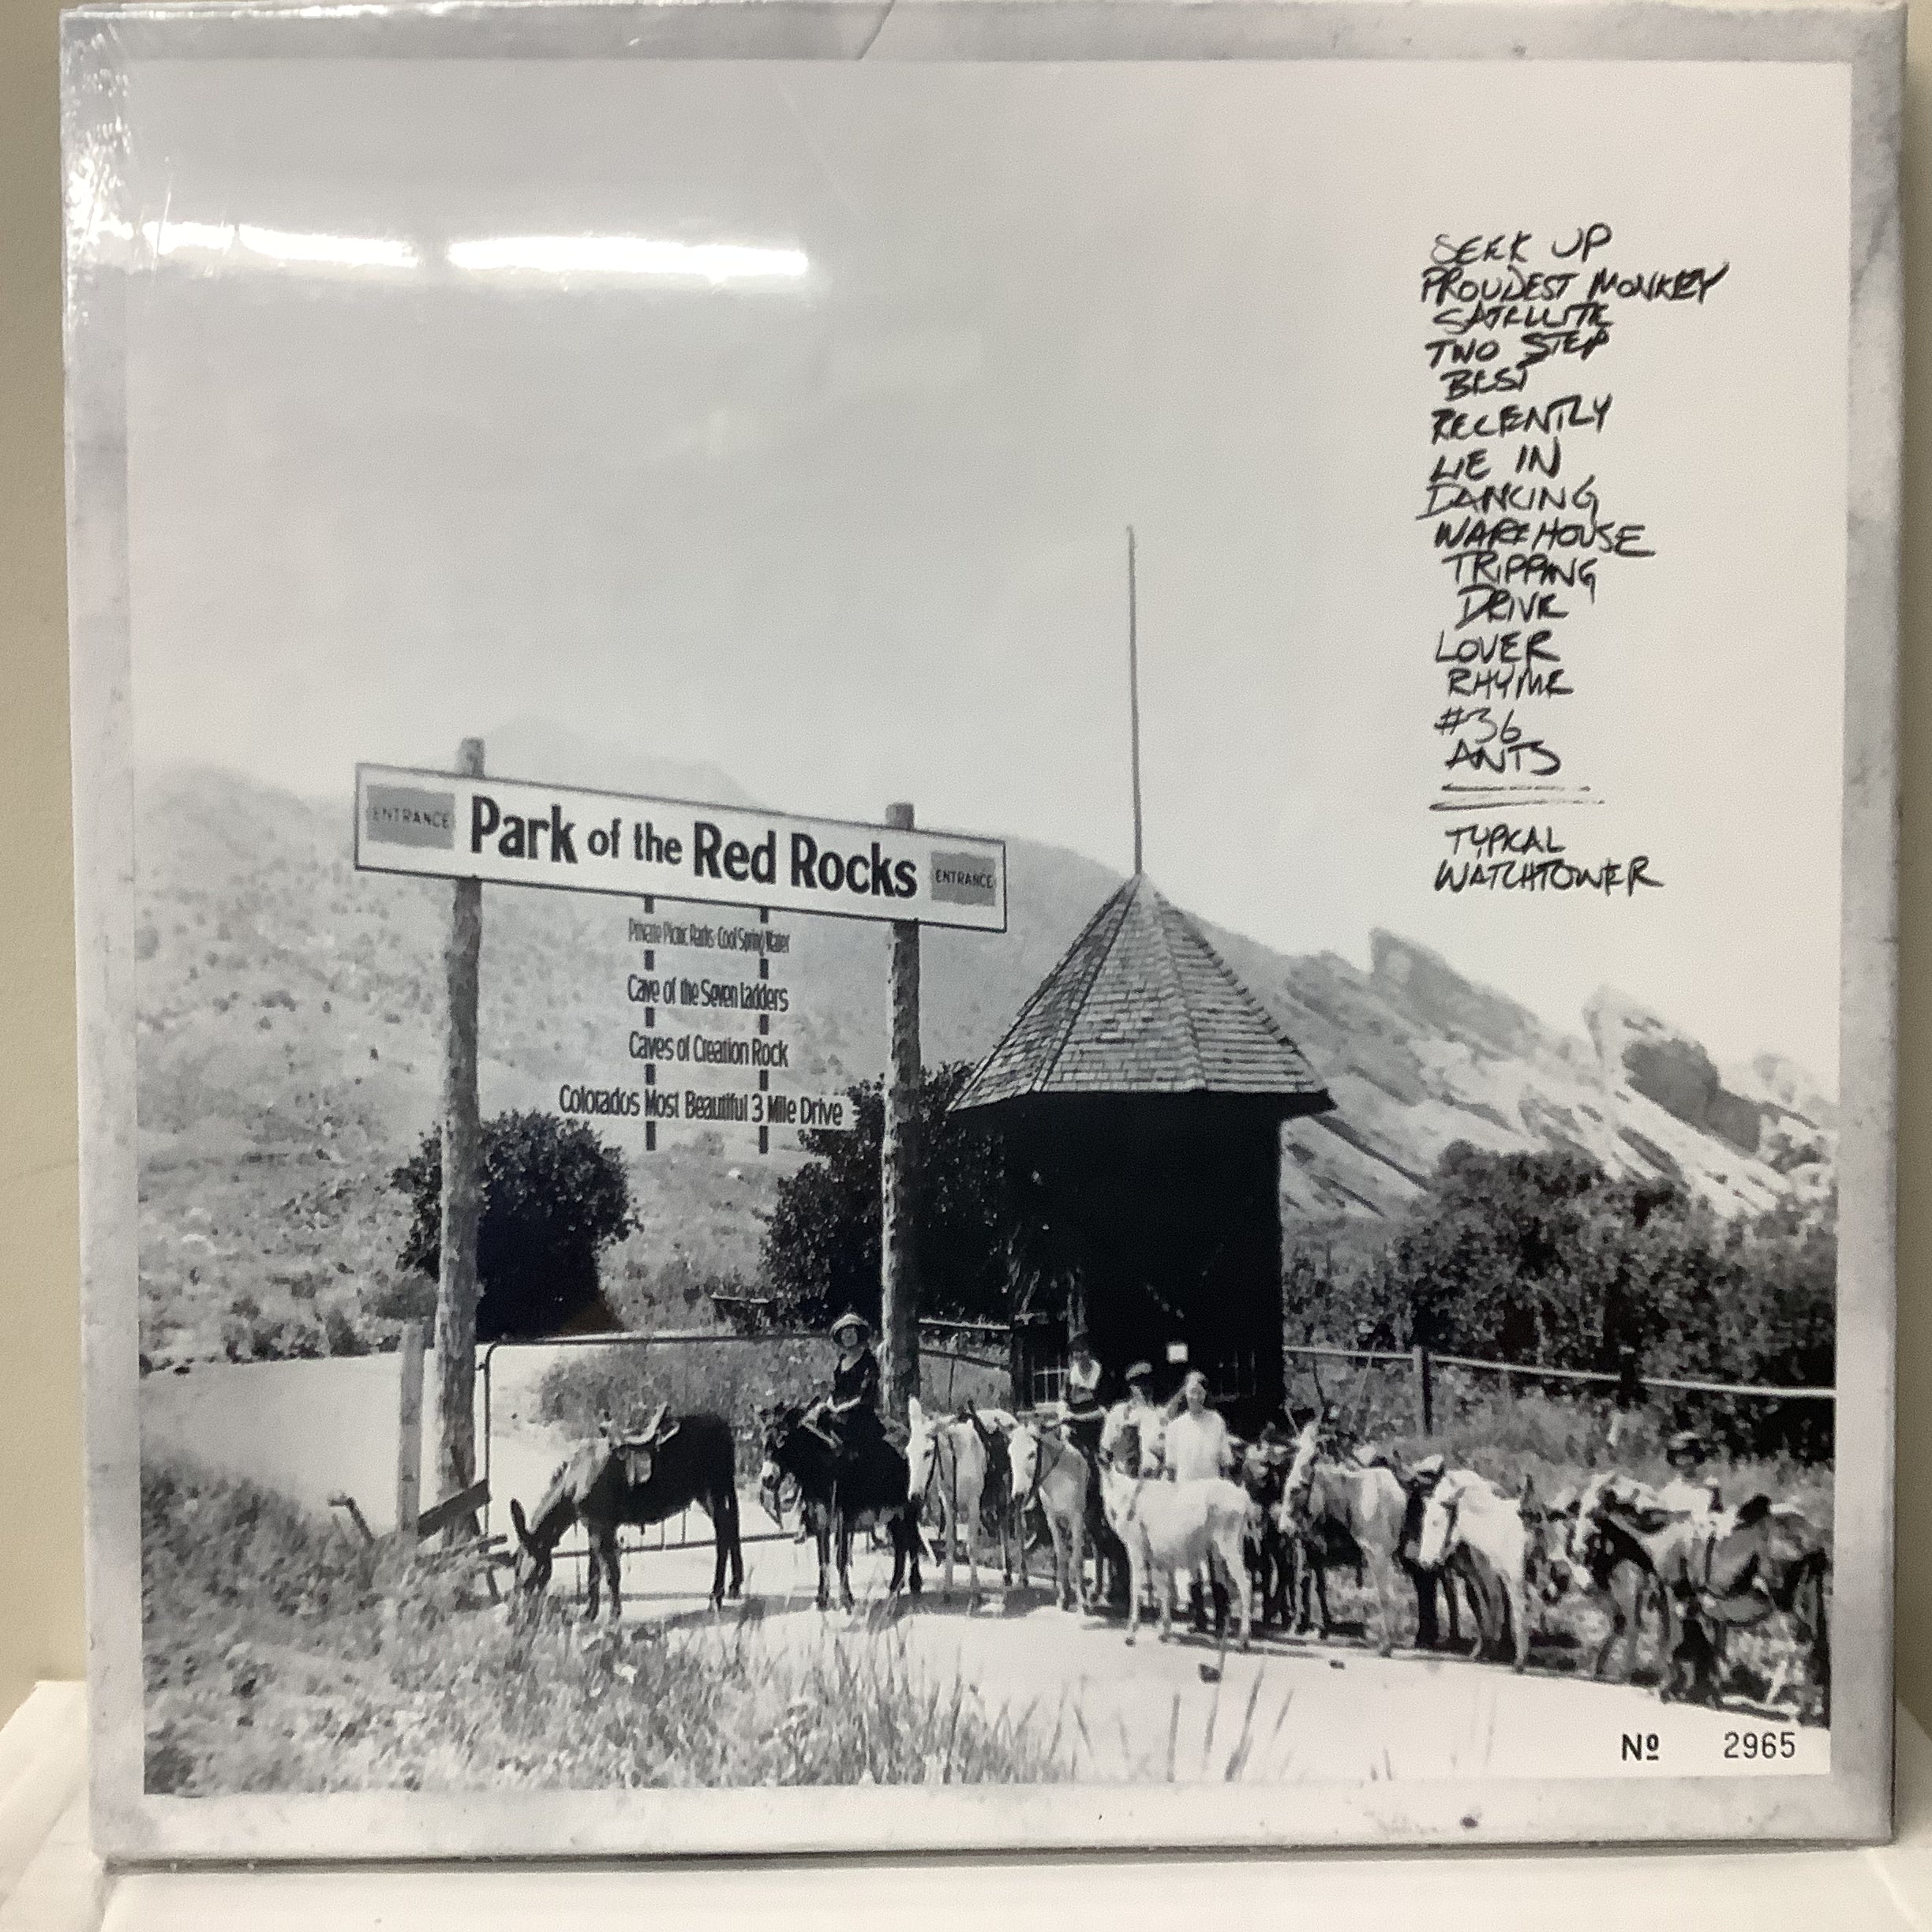 SEEK UP
PROUDEST MONKEY
SATELLITE
TWO STEP
BEST
RECENTLY
LIE IN
DANCING
WAREHOUSE
TRIPPING
DRIVE
LOVER
RHYME
#36
ANTS
TYPICAL
WATCHTOWER
ENTRANCE Park of the Red Rocks ENTRANCE
Private Picnic Parks Cool Spring Water
Cave of the Seven Ladders
Caves of Creation Rock
Colorados Most Beautiful 3 Mile Drive
Nº 2965